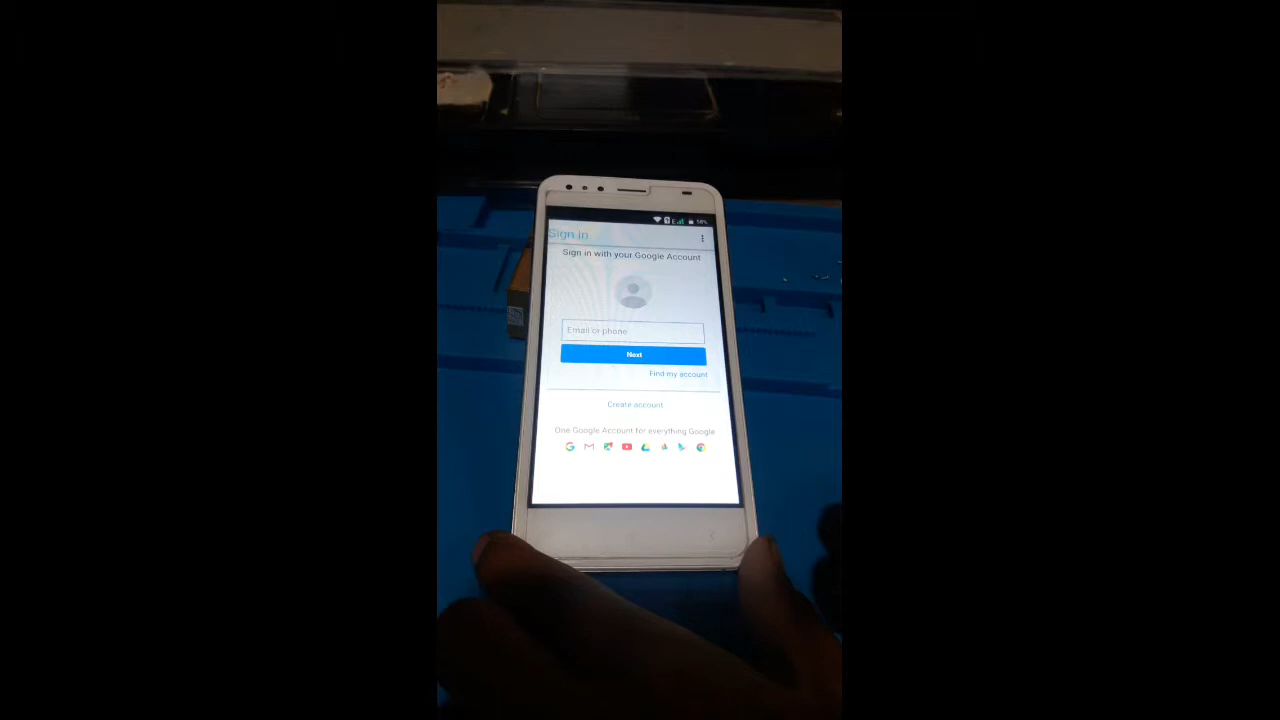 E 58%
Sign in
Sign in with your Google Account
Email or phone
Next
Find my account
Create account
One Google Account for everything Google